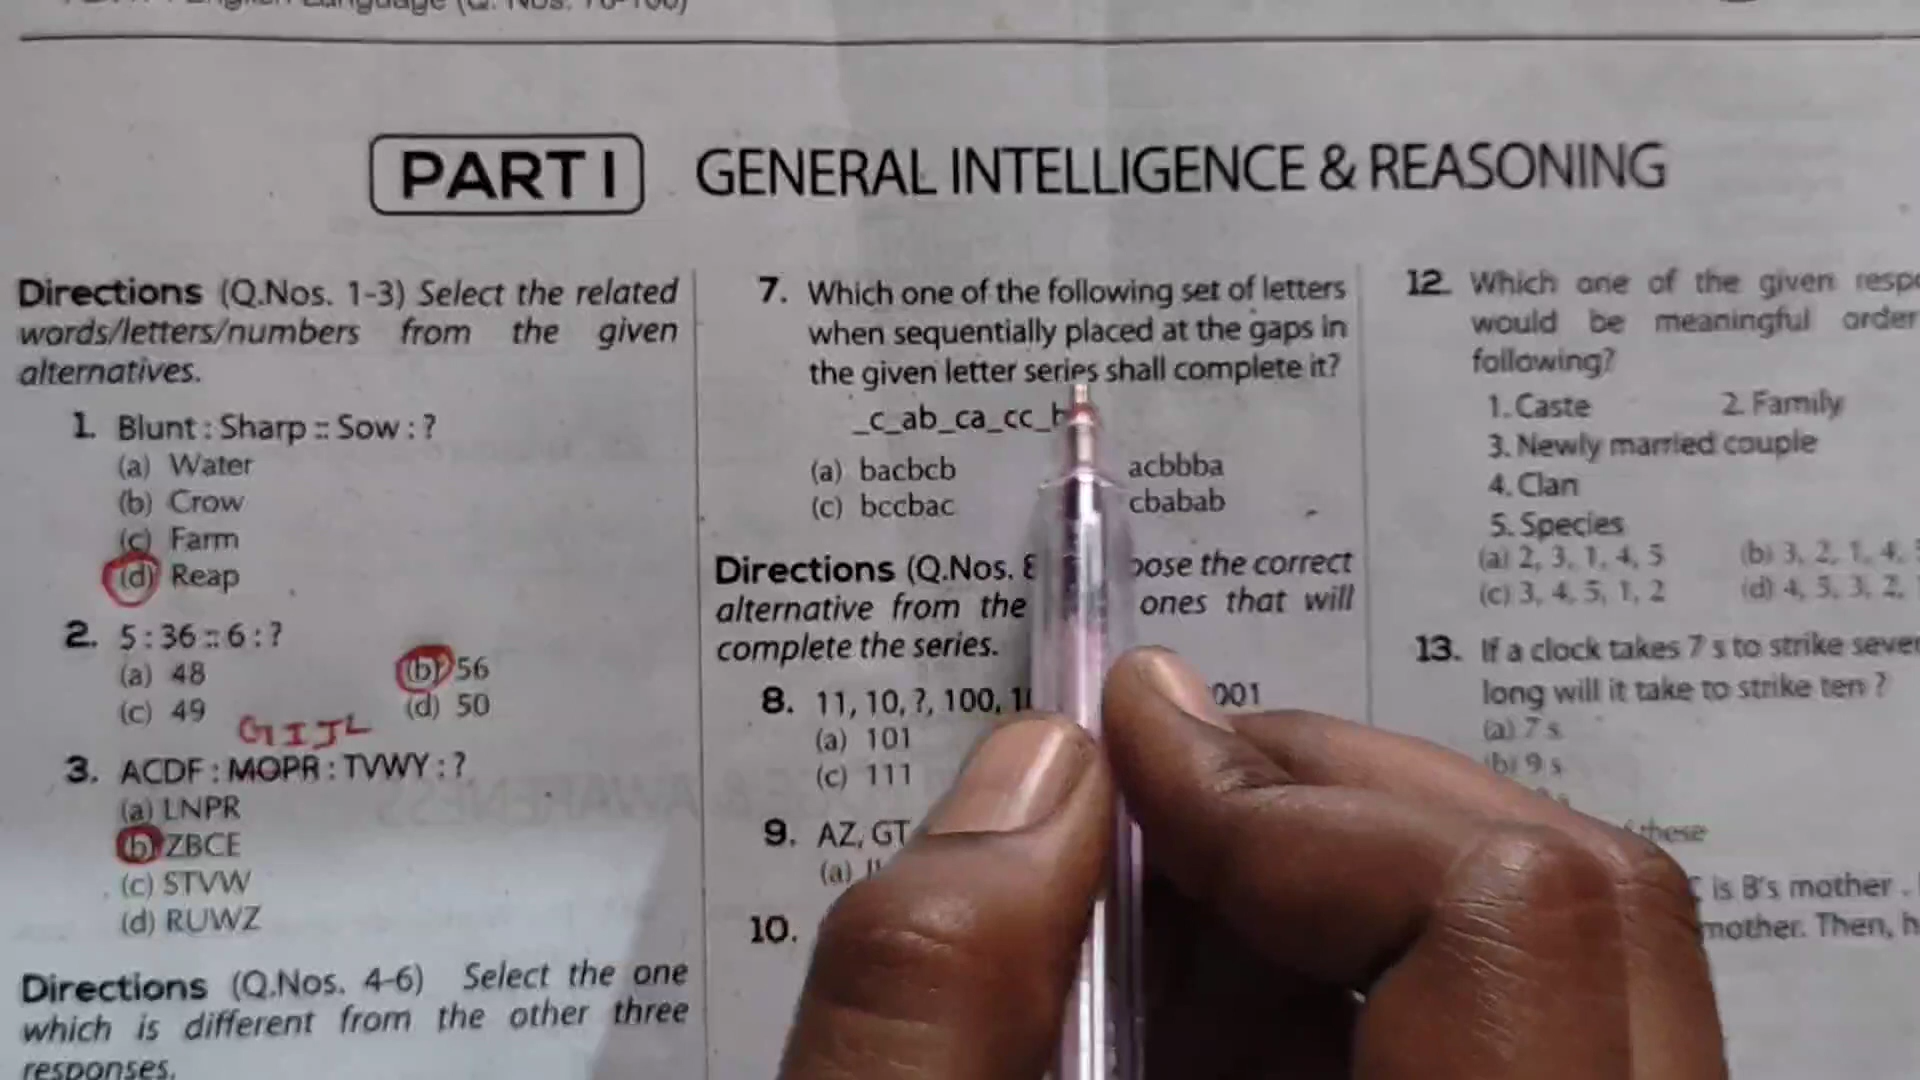 PART I GENERAL INTELLIGENCE & REASONING
Directions (Q.Nos. 1-3) Select the related
words/letters/numbers from the given
alternatives.
1. Blunt : Sharp :: Sow : ?
(a) Water
(b) Crow
(c) Farm
(d) Reap
2. 5 : 36 :: 6 : ?
(a) 48 (b) 56
(c) 49 (d) 50
GIJL
3. ACDF : MOPR : TVWY : ?
(a) LNPR
(b) ZBCE
(c) STVW
(d) RUWZ
Directions (Q.Nos. 4-6) Select the one
which is different from the other three
responses.
7. Which one of the following set of letters
when sequentially placed at the gaps in
the given letter series shall complete it?
_c_ab_ca_cc_b
(a) bacbcb acbbba
(c) bccbac cbabab
Directions (Q.Nos. the correct
alternative from the ones that will
complete the series.
8. 11, 10, ?, 100, 001
(a) 101
(c) 111
9. AZ, GT
(a)
10.
12. Which one of the given
would be meaningful order
following?
1. Caste 2. Family
3. Newly married couple
4. Clan
5. Species
(a) 2, 3, 1, 4, 5 (b) 3, 2, 1, 4,
(c) 3, 4, 5, 1, 2 (d) 4, 5, 3, 2,
13. If a clock takes 7 s to strike
long will it take to strike ten ?
(a) 7 s
(b) 9 s
these
is B's mother .
mother. Then,